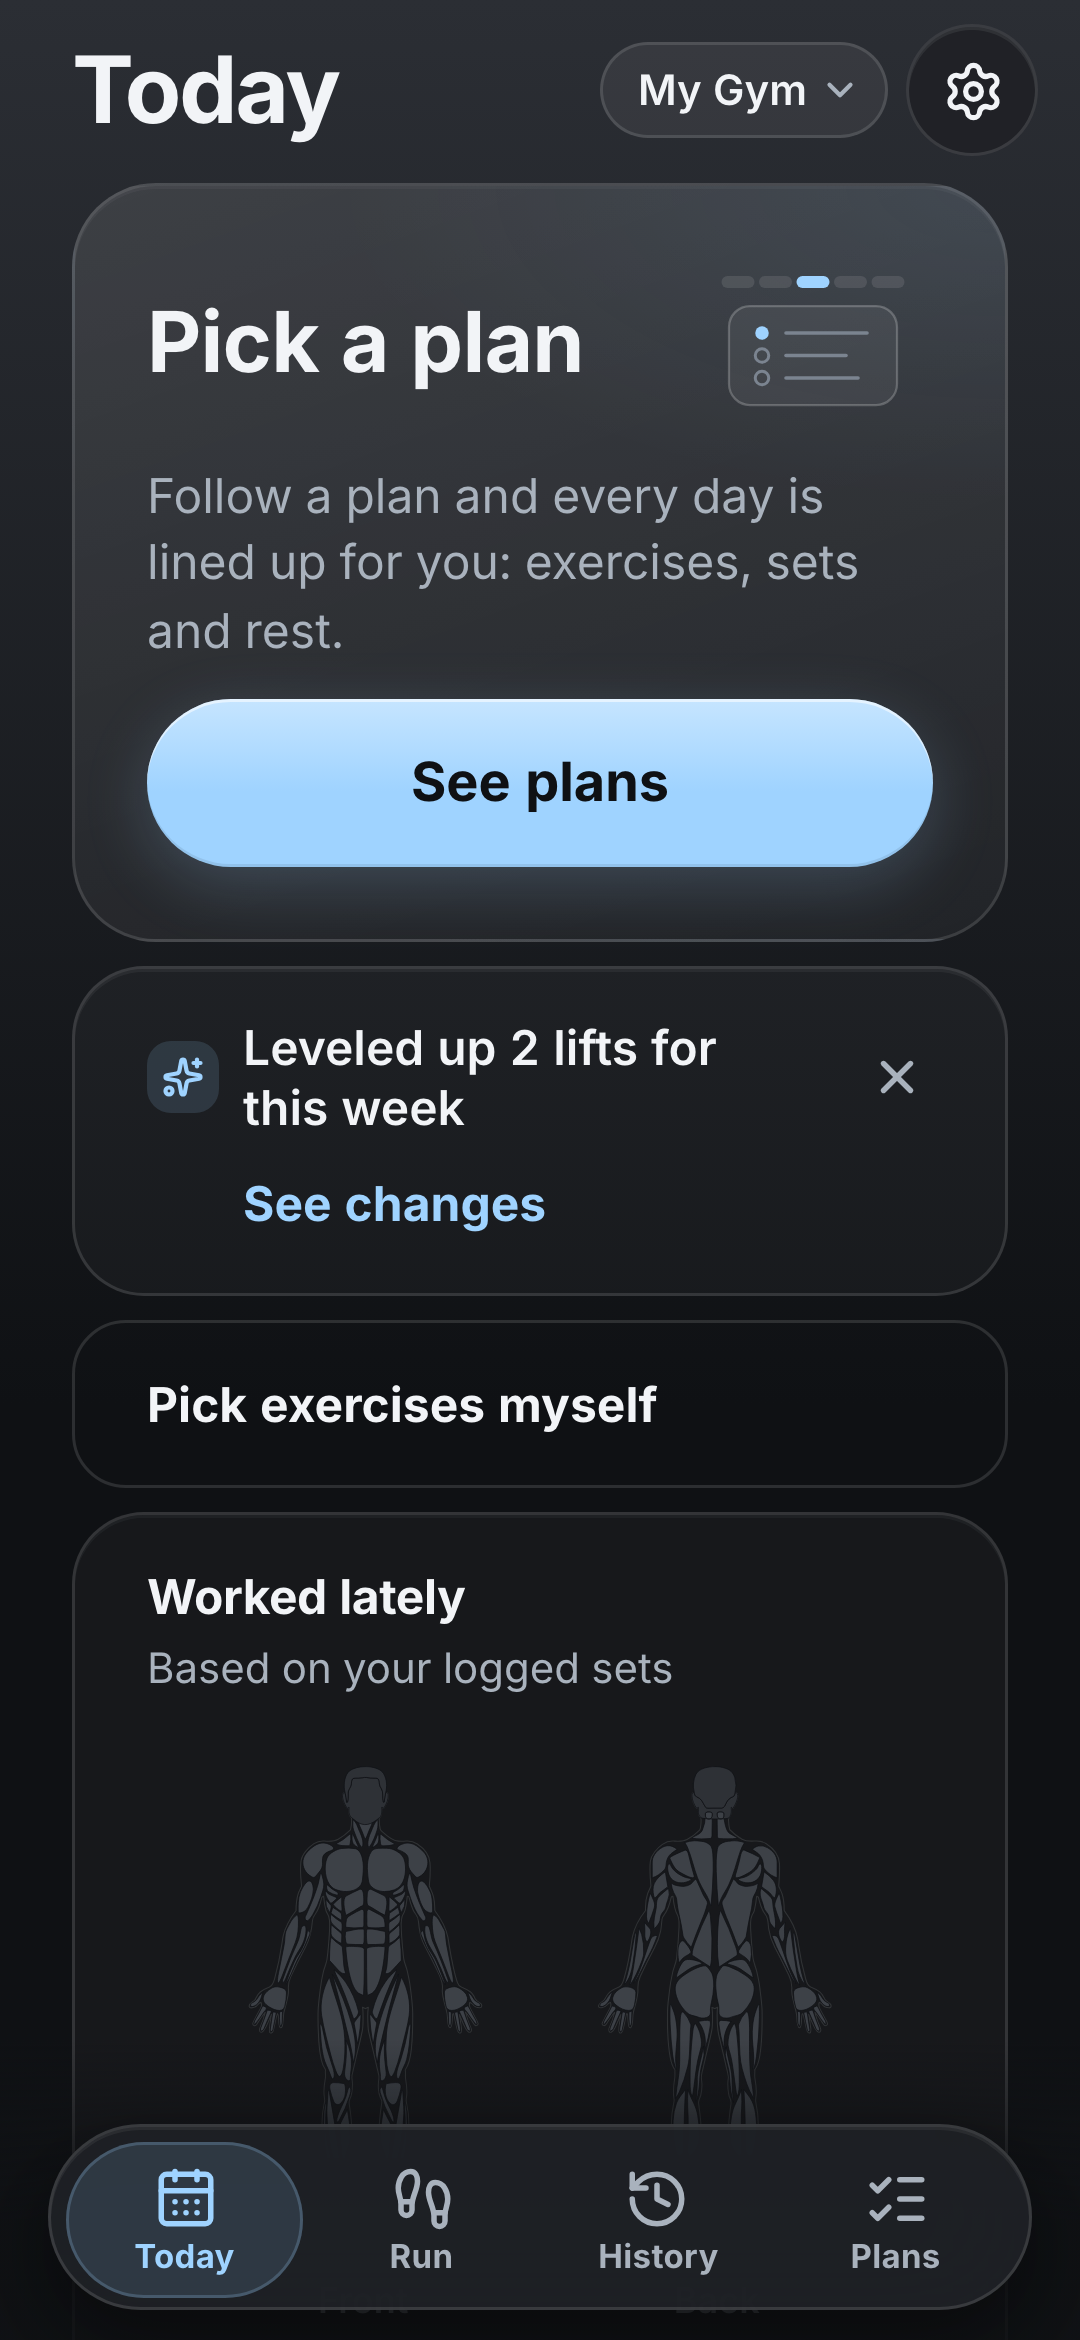 Today
My Gym
Pick a plan
Follow a plan and every day is
lined up for you: exercises, sets
and rest.
See plans
Leveled up 2 lifts for
this week
See changes
Pick exercises myself
Worked lately
Based on your logged sets
Today
Run
History
Plans